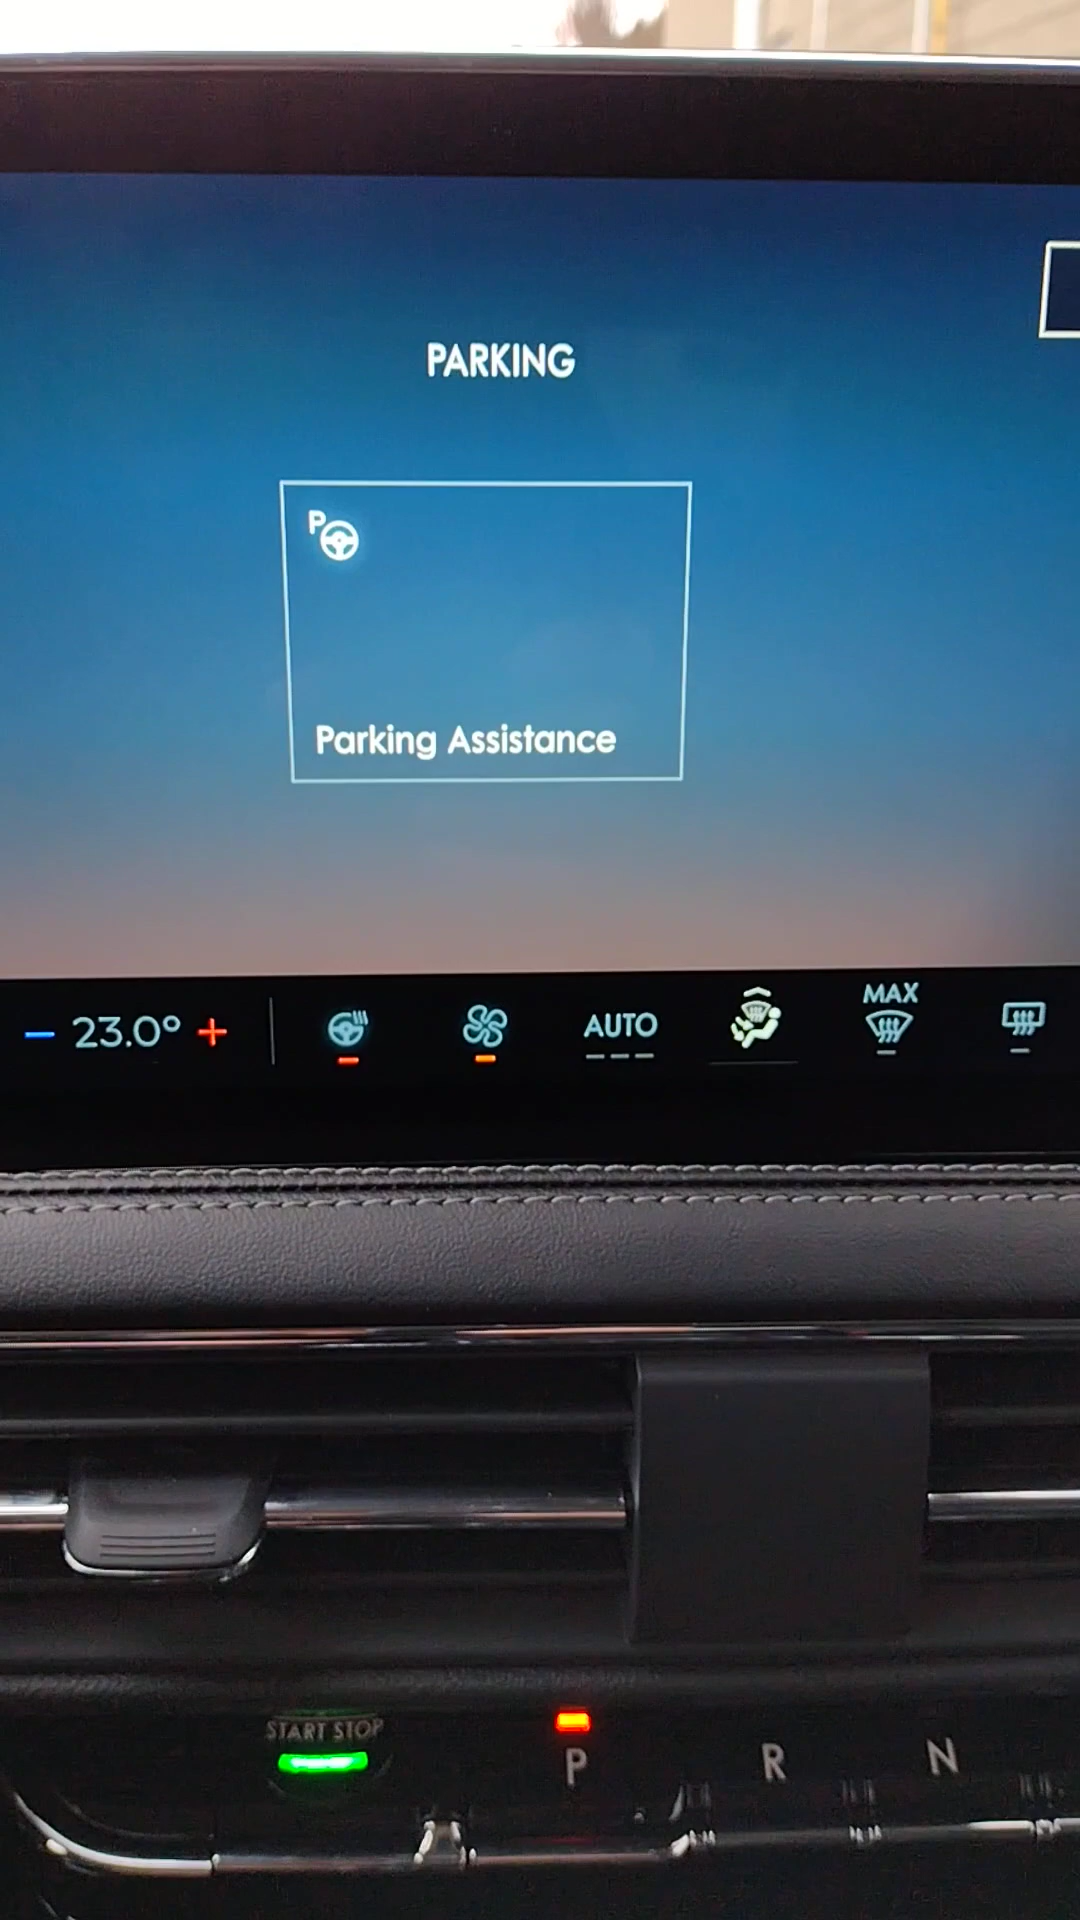 PARKING
P
Parking Assistance
− 23.0° +
AUTO
MAX
START STOP
P
R
N